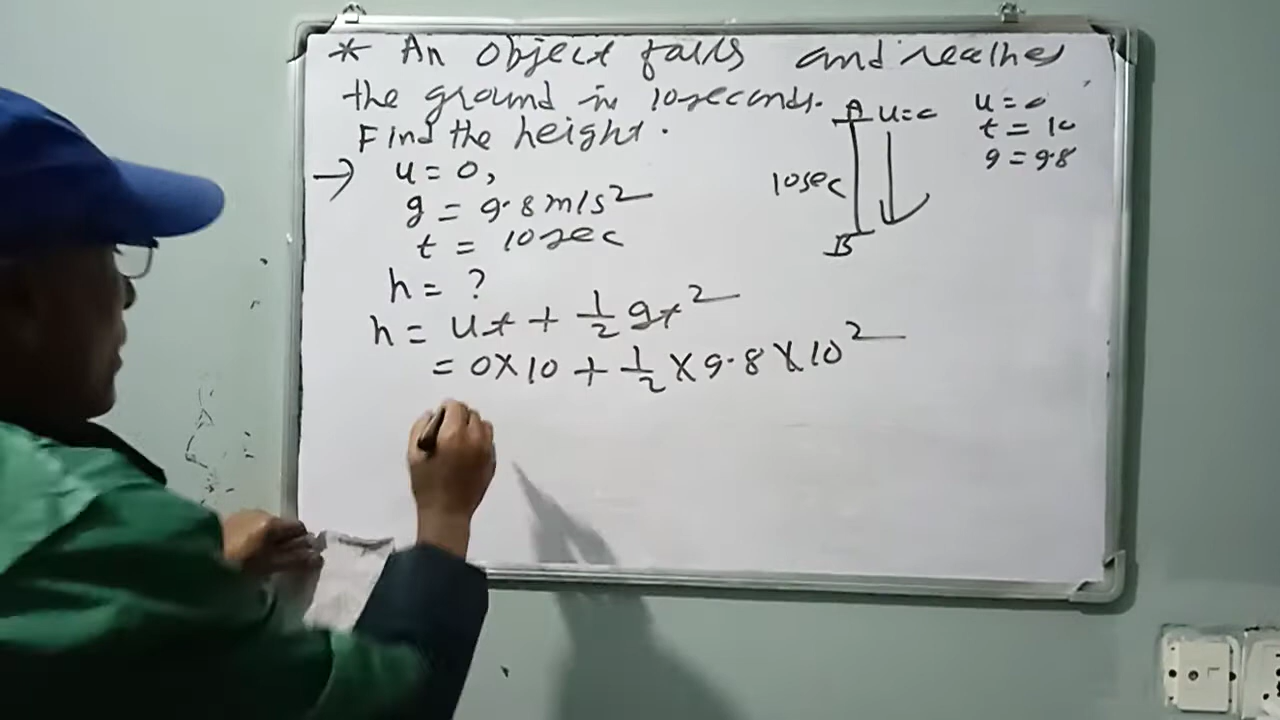 * An object falls and reaches
the ground in 10 seconds.
Find the height.
→ u = 0,
g = 9.8 m/s²
t = 10 sec
h = ?
h = ut + 1/2 gt²
= 0 × 10 + 1/2 × 9.8 × 10²
A u = 0
10 sec
B
u = 0
t = 10
g = 9.8